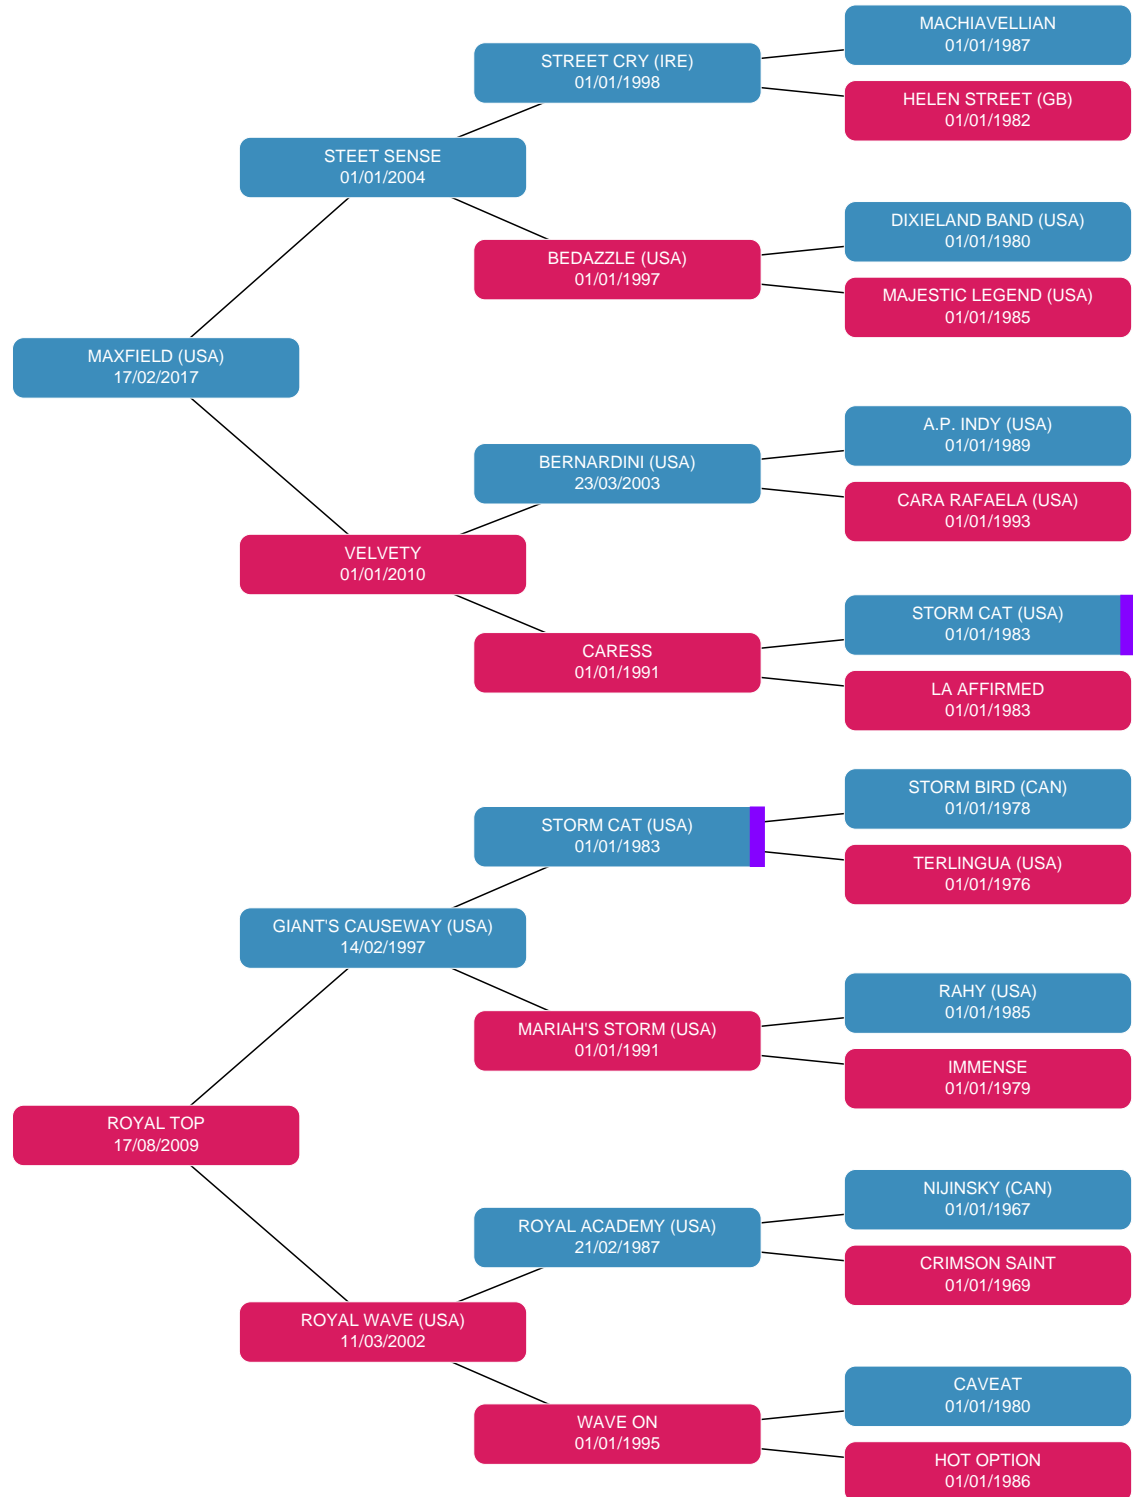 MACHIAVELLIAN
01/01/1987
STREET CRY (IRE)
01/01/1998
HELEN STREET (GB)
01/01/1982
STEET SENSE
01/01/2004
DIXIELAND BAND (USA)
01/01/1980
BEDAZZLE (USA)
01/01/1997
MAJESTIC LEGEND (USA)
01/01/1985
MAXFIELD (USA)
17/02/2017
A.P. INDY (USA)
01/01/1989
BERNARDINI (USA)
23/03/2003
CARA RAFAELA (USA)
01/01/1993
VELVETY
01/01/2010
STORM CAT (USA)
01/01/1983
CARESS
01/01/1991
LA AFFIRMED
01/01/1983
STORM BIRD (CAN)
01/01/1978
STORM CAT (USA)
01/01/1983
TERLINGUA (USA)
01/01/1976
GIANT'S CAUSEWAY (USA)
14/02/1997
RAHY (USA)
01/01/1985
MARIAH'S STORM (USA)
01/01/1991
IMMENSE
01/01/1979
ROYAL TOP
17/08/2009
NIJINSKY (CAN)
01/01/1967
ROYAL ACADEMY (USA)
21/02/1987
CRIMSON SAINT
01/01/1969
ROYAL WAVE (USA)
11/03/2002
CAVEAT
01/01/1980
WAVE ON
01/01/1995
HOT OPTION
01/01/1986